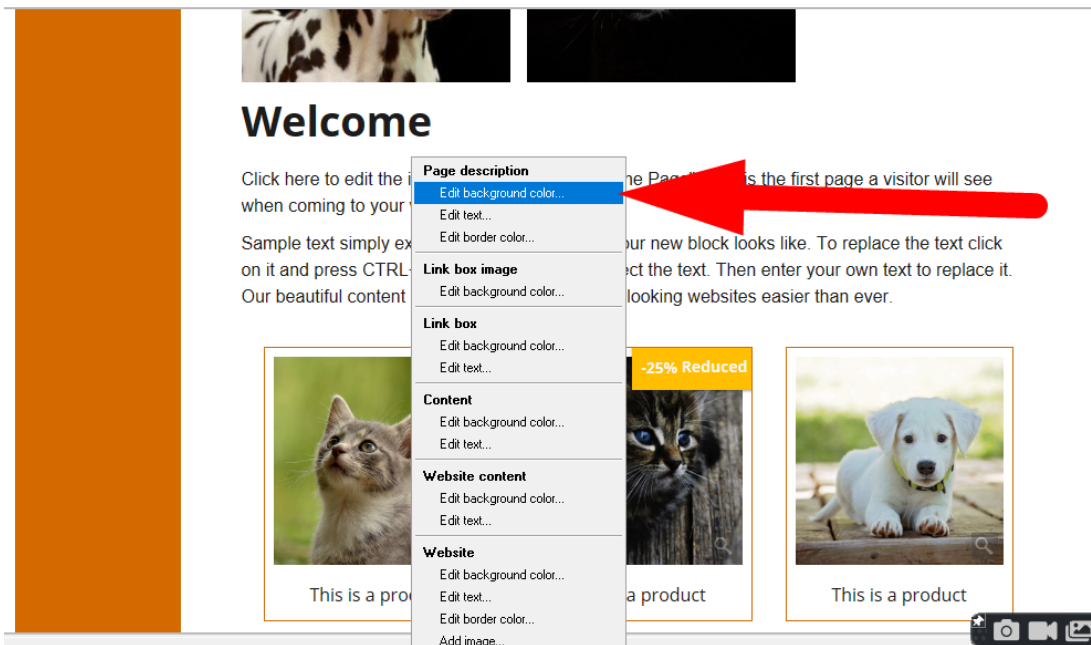 Welcome
Click here to edit the i
ne Page
is the first page a visitor will see
when coming to your
Sample text simply ex
our new block looks like. To replace the text click
on it and press CTRL
ect the text. Then enter your own text to replace it.
Our beautiful content
looking websites easier than ever.
Page description
Edit background color...
Edit text...
Edit border color...
Link box image
Edit background color...
Link box
Edit background color...
Edit text...
Content
Edit background color...
Edit text...
Website content
Edit background color...
Edit text...
Website
Edit background color...
Edit text...
Edit border color...
Add image...
-25% Reduced
This is a pro
a product
This is a product